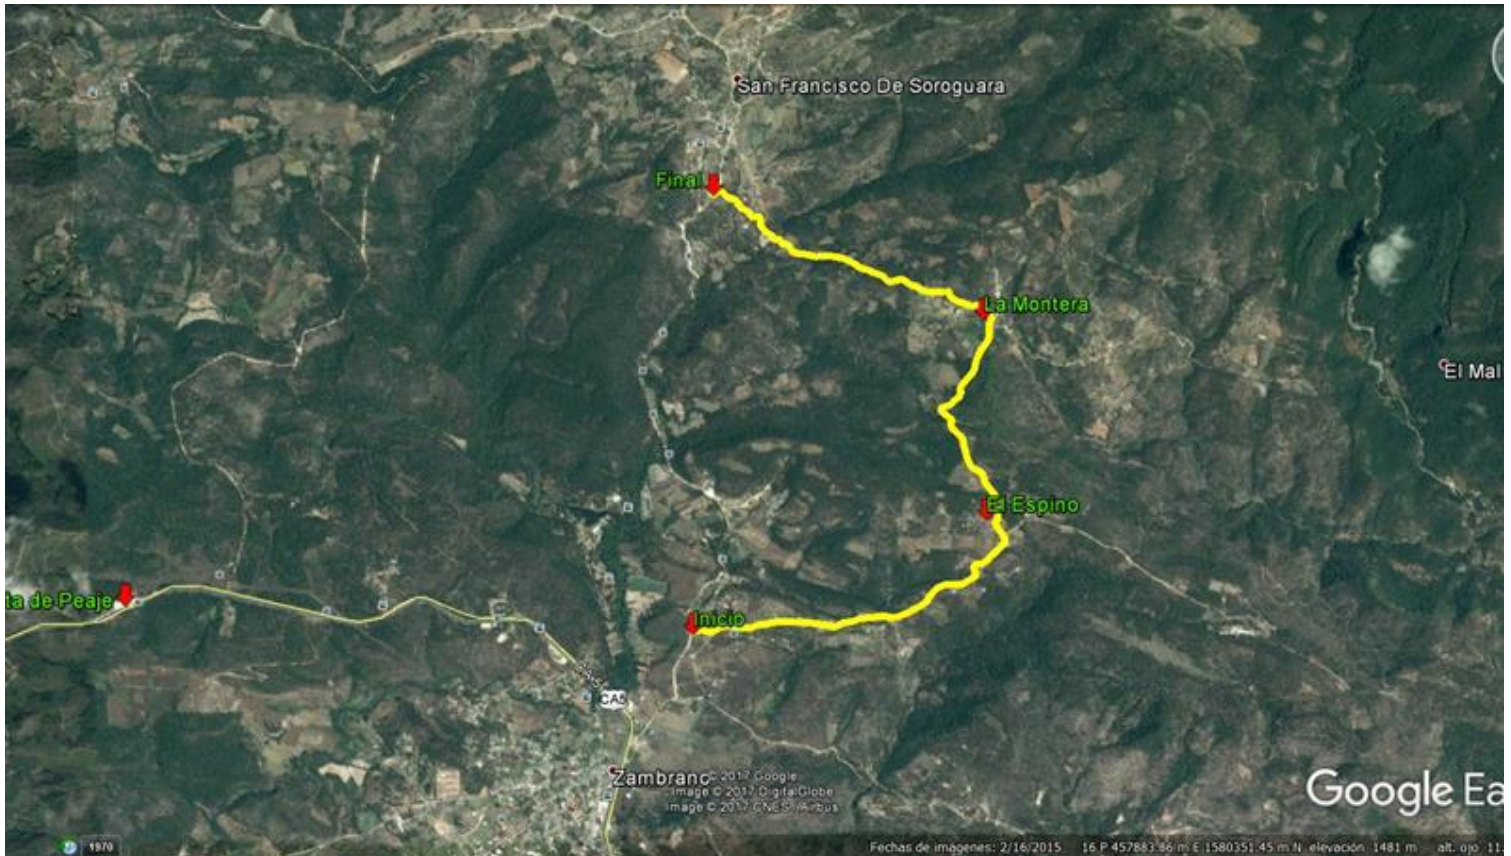 San Francisco De Soroguara
Final
La Montera
El Mal
El Espino
ta de Peaje
Inicio
CA5
Zambrano
© 2017 Google
Image © 2017 DigitalGlobe
Image © 2017 CNES / Airbus
Google Ea
1970
Fechas de imágenes: 2/16/2015 16 P 457883.86 m E 1580351.45 m N elevación 1481 m alt. ojo 11.